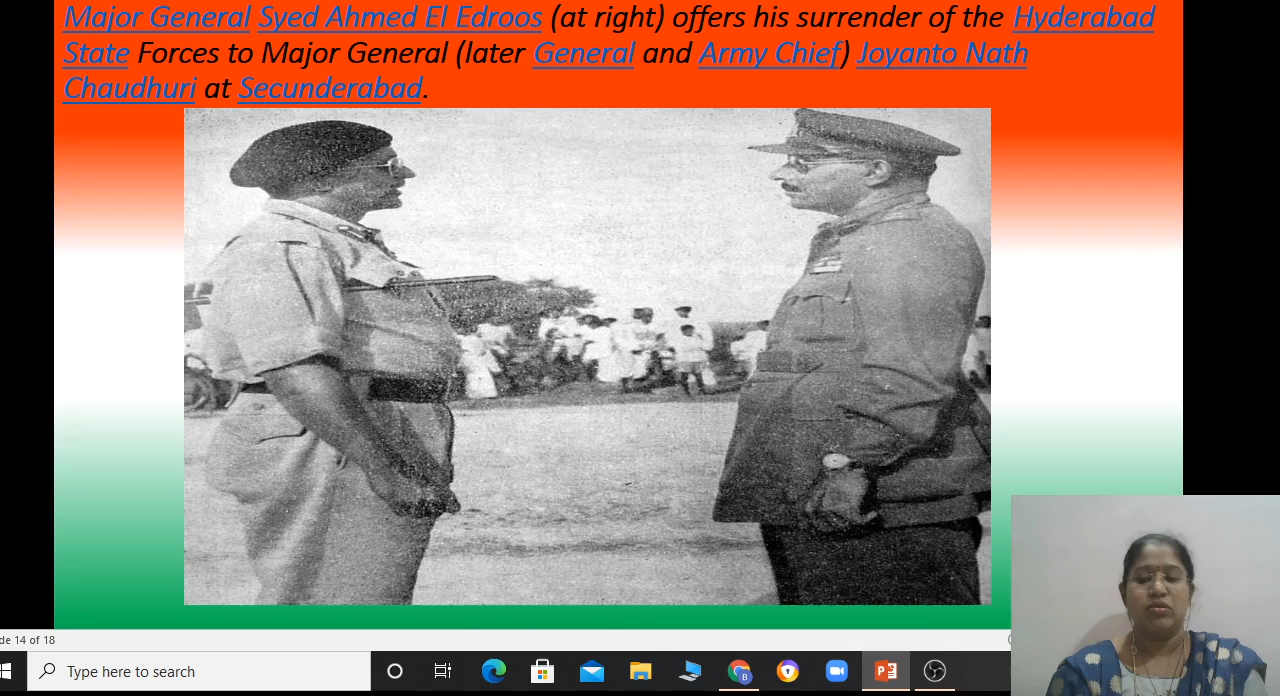 Major General Syed Ahmed El Edroos (at right) offers his surrender of the Hyderabad
State Forces to Major General (later General and Army Chief) Joyanto Nath
Chaudhuri at Secunderabad.
de 14 of 18
Type here to search